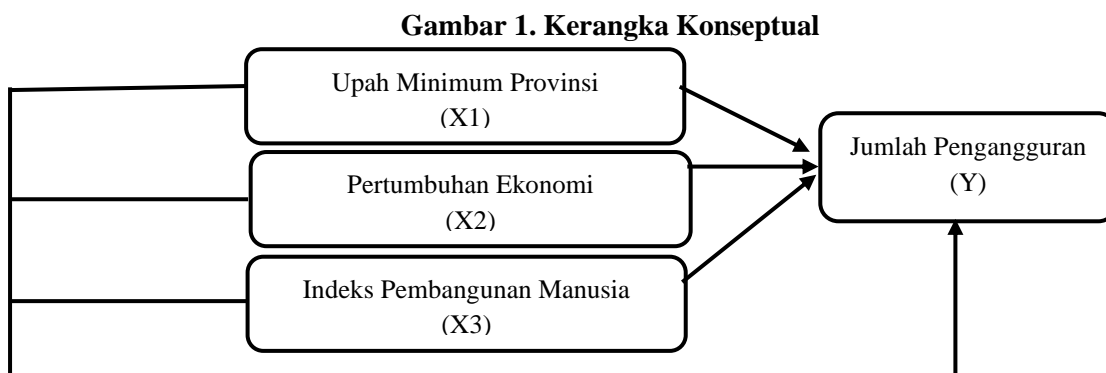 Gambar 1. Kerangka Konseptual
Upah Minimum Provinsi
(X1)
Pertumbuhan Ekonomi
(X2)
Indeks Pembangunan Manusia
(X3)
Jumlah Pengangguran
(Y)